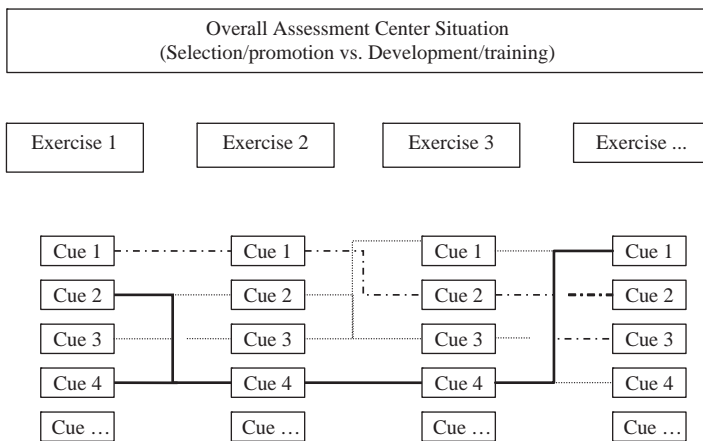 Overall Assessment Center Situation
(Selection/promotion vs. Development/training)
Exercise 1 Exercise 2 Exercise 3 Exercise ...
Cue 1 Cue 1 Cue 1 Cue 1
Cue 2 Cue 2 Cue 2 Cue 2
Cue 3 Cue 3 Cue 3 Cue 3
Cue 4 Cue 4 Cue 4 Cue 4
Cue … Cue … Cue … Cue …